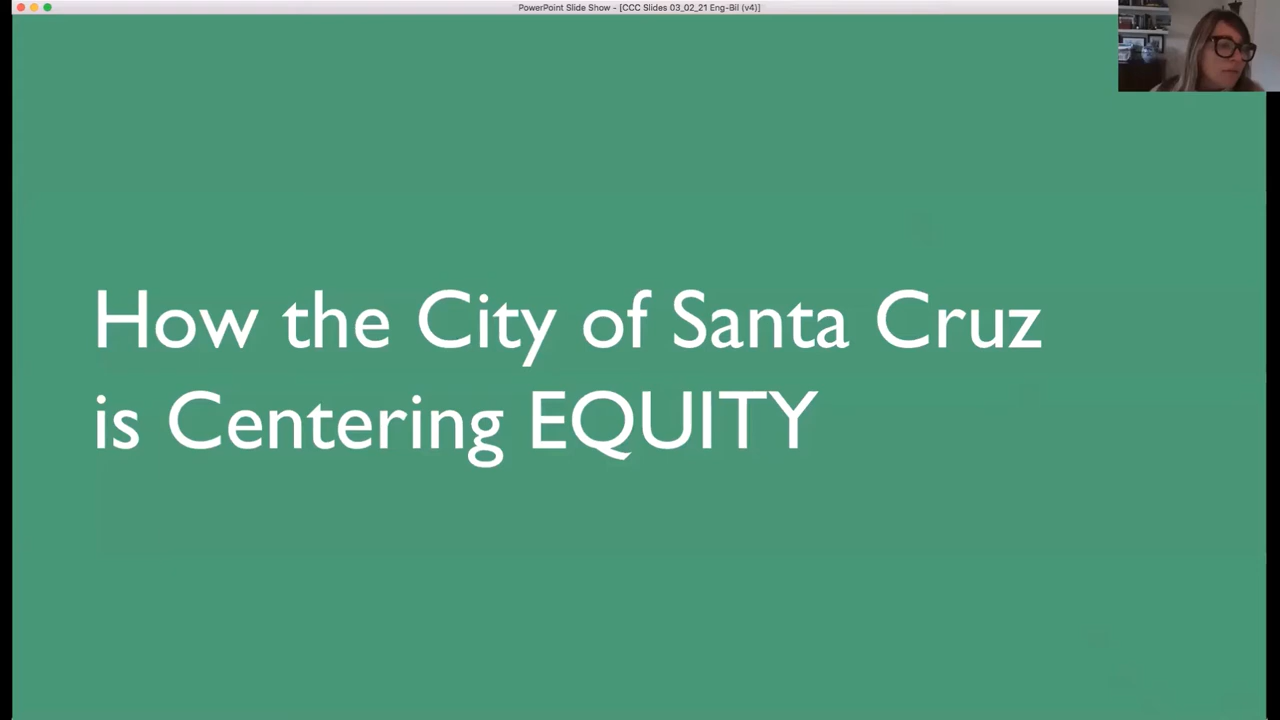 PowerPoint Slide Show - [CCC Slides 03_02_21 Eng-Bil (v4)]
How the City of Santa Cruz
is Centering EQUITY